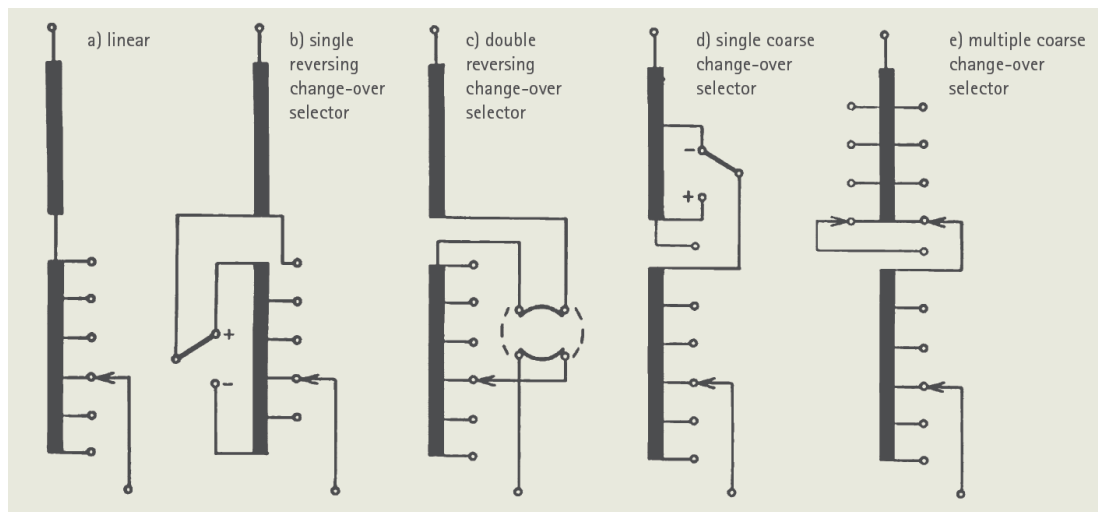 a) linear
b) single
reversing
change-over
selector
c) double
reversing
change-over
selector
d) single coarse
change-over
selector
e) multiple coarse
change-over
selector
+
−
−
+